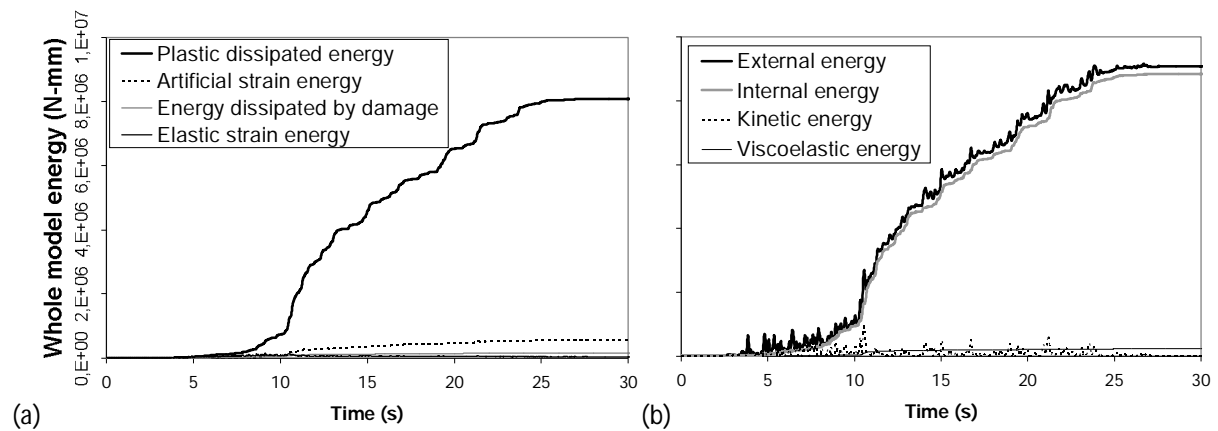 Whole model energy (N-mm)
1,E+07
8,E+06
6,E+06
4,E+06
2,E+06
0,E+00
Plastic dissipated energy
Artificial strain energy
Energy dissipated by damage
Elastic strain energy
0 5 10 15 20 25 30
Time (s)
(a)
External energy
Internal energy
Kinetic energy
Viscoelastic energy
0 5 10 15 20 25 30
Time (s)
(b)